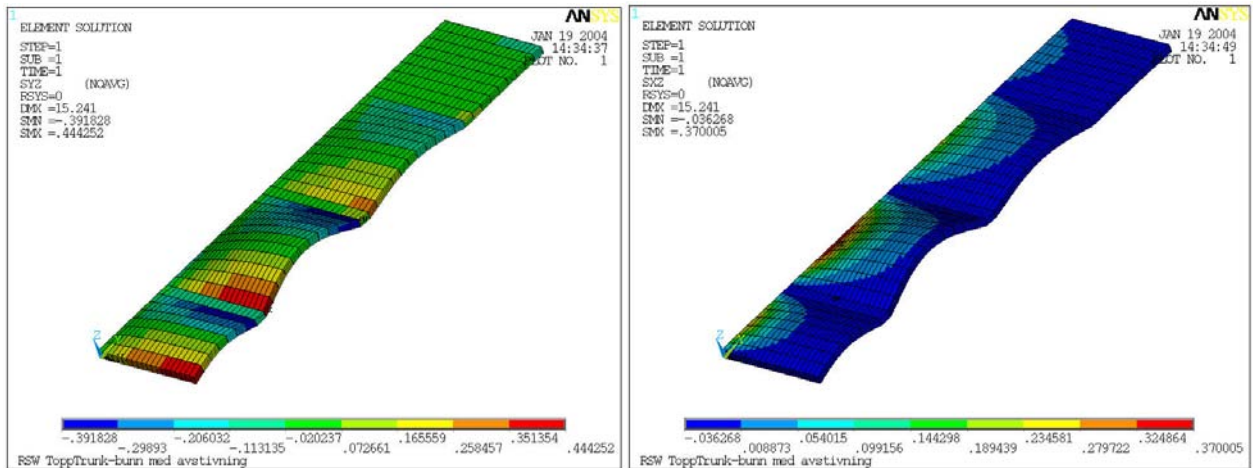 1
ANSYS
ELEMENT SOLUTION
JAN 19 2004
14:34:37
PLOT NO. 1
STEP=1
SUB =1
TIME=1
SYZ (NOAVG)
RSYS=0
DMX =15.241
SMN =-.391828
SMX =.444252
Z
-.391828 -.206032 -.020237 .165559 .351354
-.29893 -.113135 .072661 .258457 .444252
RSW ToppTrunk-bunn med avstivning
1
ANSYS
ELEMENT SOLUTION
JAN 19 2004
14:34:49
PLOT NO. 1
STEP=1
SUB =1
TIME=1
SXZ (NOAVG)
RSYS=0
DMX =15.241
SMN =-.036268
SMX =.370005
Z
-.036268 .054015 .144298 .234581 .324864
.008873 .099156 .189439 .279722 .370005
RSW ToppTrunk-bunn med avstivning